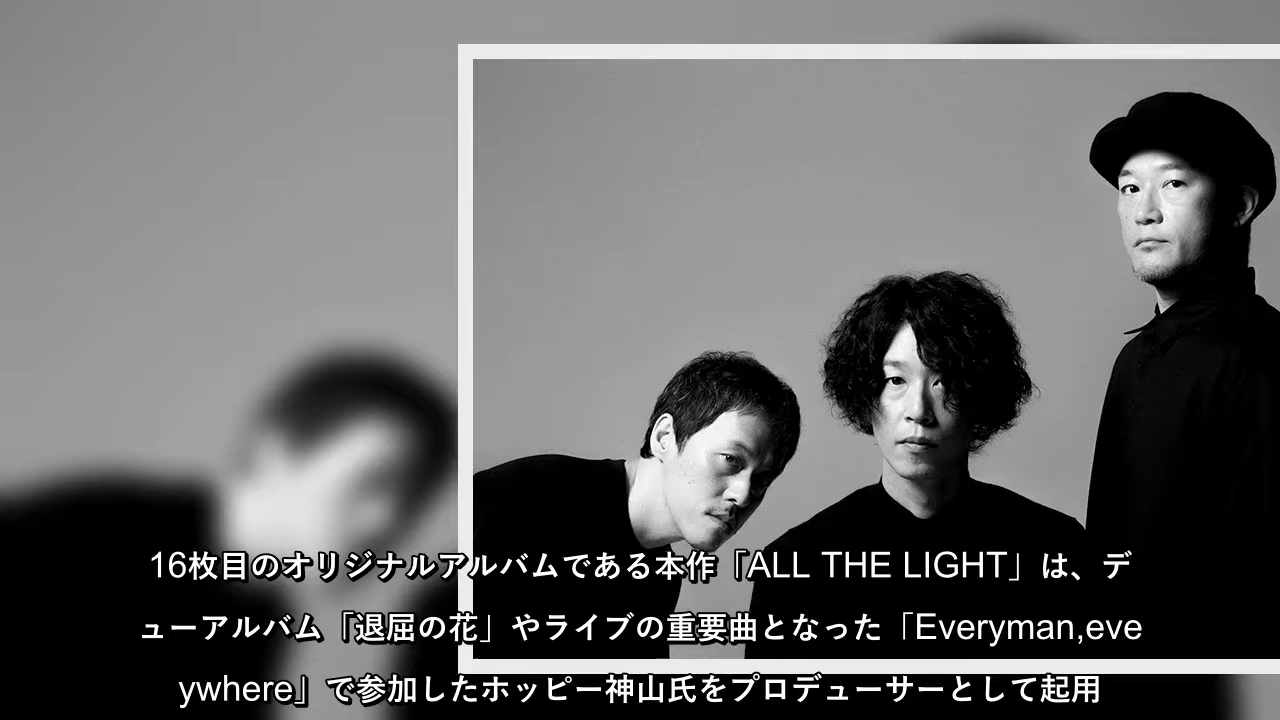 16枚目のオリジナルアルバムである本作「ALL THE LIGHT」は、デ
ューアルバム「退屈の花」やライブの重要曲となった「Everyman,eve
ywhere」で参加したホッピー神山氏をプロデューサーとして起用